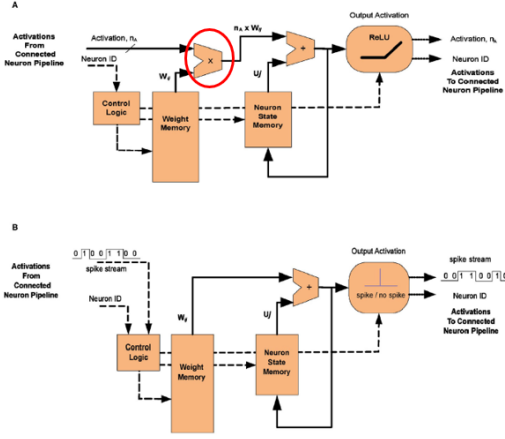 A
Output Activation
Activations
From
Connected
Neuron Pipeline
Activation, nA
Neuron ID
nA x Wij
X
+
ReLU
Activation, nA
Neuron ID
Activations
To Connected
Neuron Pipeline
Wij
Uj
Control
Logic
Weight
Memory
Neuron
State
Memory
B
0 1 0 0 1 1 0 0
spike stream
Activations
From
Connected
Neuron Pipeline
Neuron ID
Output Activation
+
spike / no spike
spike stream
0 0 1 1 0 0 1 0
Neuron ID
Activations
To Connected
Neuron Pipeline
Wij
Uj
Control
Logic
Weight
Memory
Neuron
State
Memory